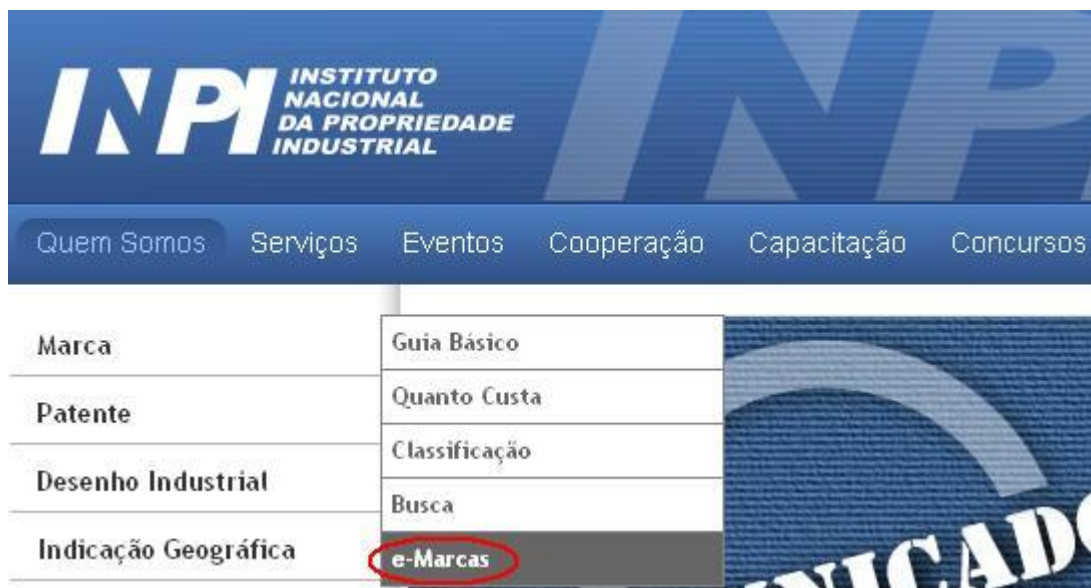 INPI
INSTITUTO
NACIONAL
DA PROPRIEDADE
INDUSTRIAL
Quem Somos Serviços Eventos Cooperação Capacitação Concursos
Marca
Patente
Desenho Industrial
Indicação Geográfica
Guia Básico
Quanto Custa
Classificação
Busca
e-Marcas